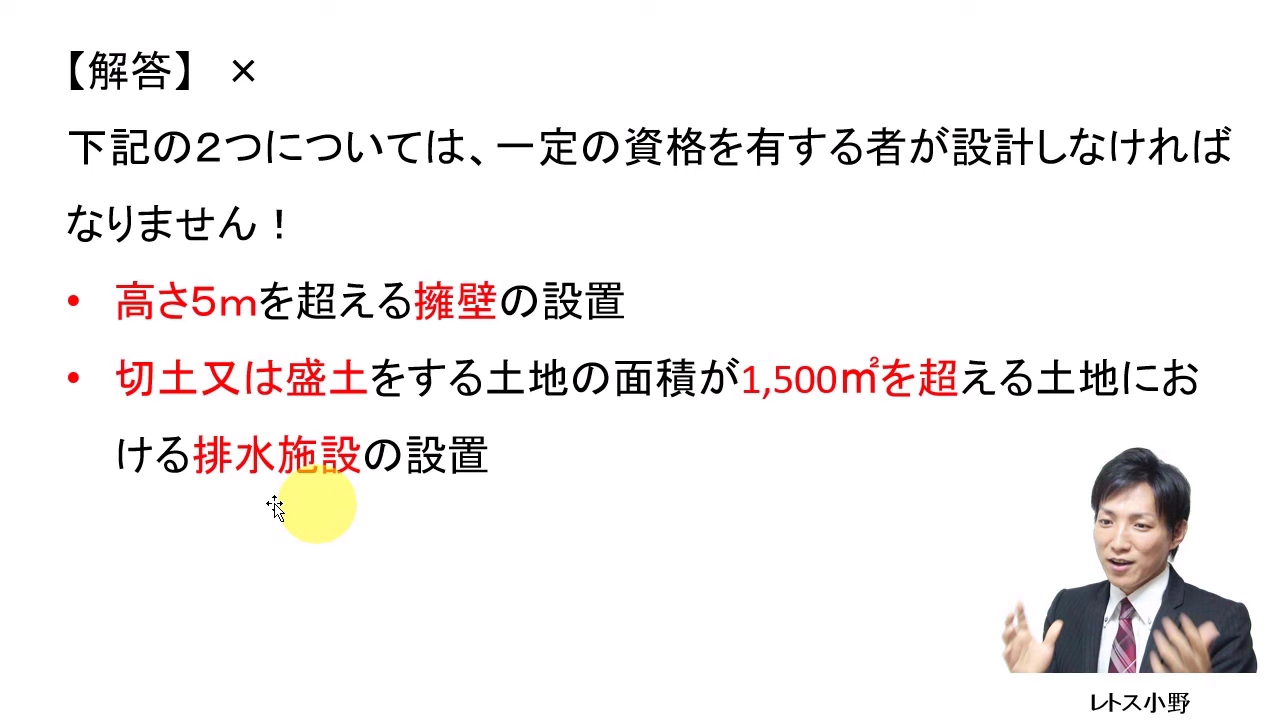 【解答】 ×
下記の２つについては、一定の資格を有する者が設計しなければ
なりません！
• 高さ５ｍを超える擁壁の設置
• 切土又は盛土をする土地の面積が1,500㎡を超える土地にお
ける排水施設の設置
レトス小野